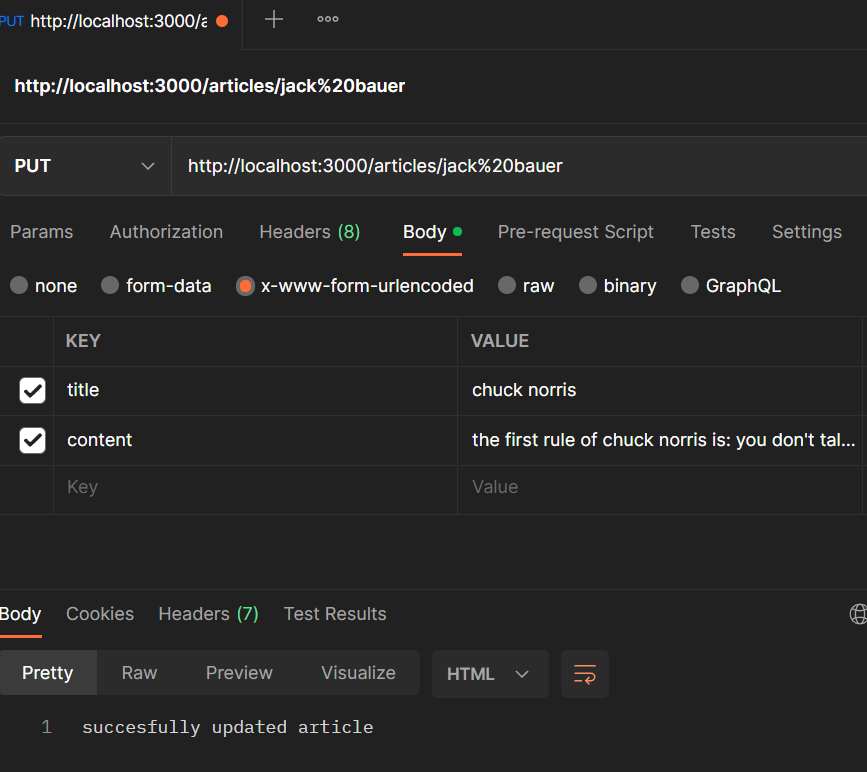 PUT http://localhost:3000/a
http://localhost:3000/articles/jack%20bauer
PUT http://localhost:3000/articles/jack%20bauer
Params Authorization Headers (8) Body Pre-request Script Tests Settings
none form-data x-www-form-urlencoded raw binary GraphQL
KEY VALUE
title chuck norris
content the first rule of chuck norris is: you don't tal...
Key Value
Body Cookies Headers (7) Test Results
Pretty Raw Preview Visualize HTML
1 succesfully updated article